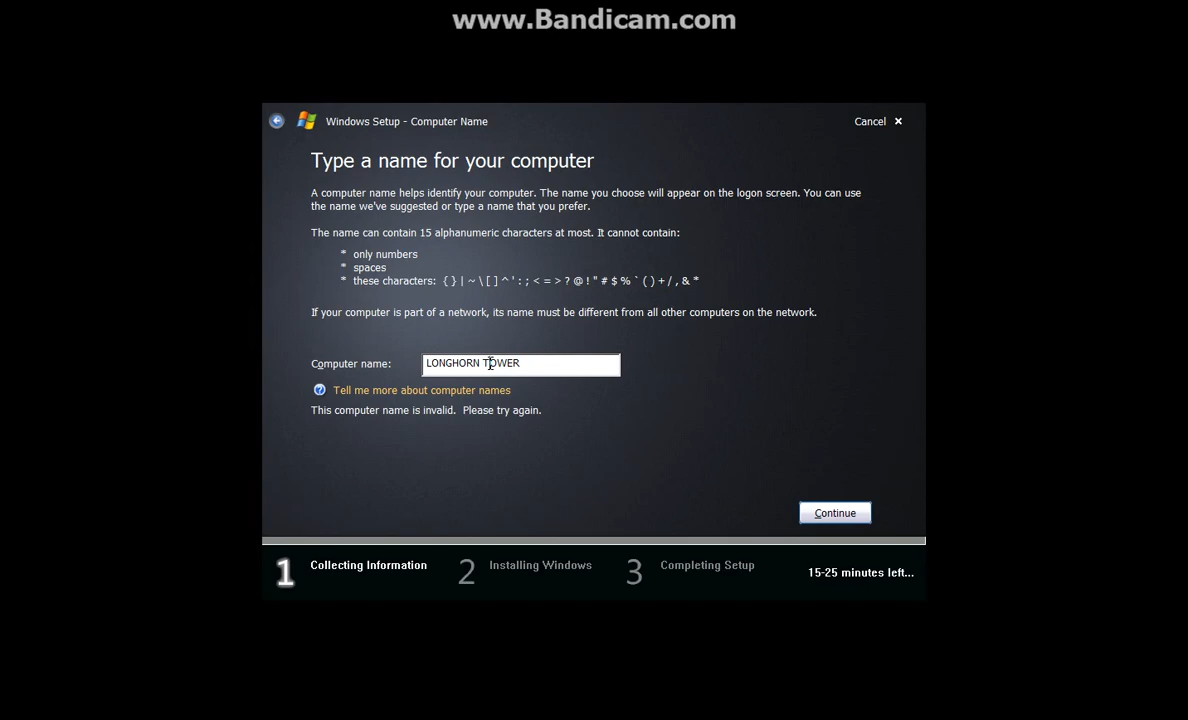 www.Bandicam.com
Windows Setup - Computer Name
Cancel ×
Type a name for your computer
A computer name helps identify your computer. The name you choose will appear on the logon screen. You can use
the name we've suggested or type a name that you prefer.
The name can contain 15 alphanumeric characters at most. It cannot contain:
* only numbers
* spaces
* these characters: { } | ~ \ [ ] ^ ' : ; < = > ? @ ! " # $ % ` ( ) + / , & *
If your computer is part of a network, its name must be different from all other computers on the network.
Computer name: LONGHORN TOWER
Tell me more about computer names
This computer name is invalid. Please try again.
Continue
1 Collecting Information 2 Installing Windows 3 Completing Setup 15-25 minutes left...